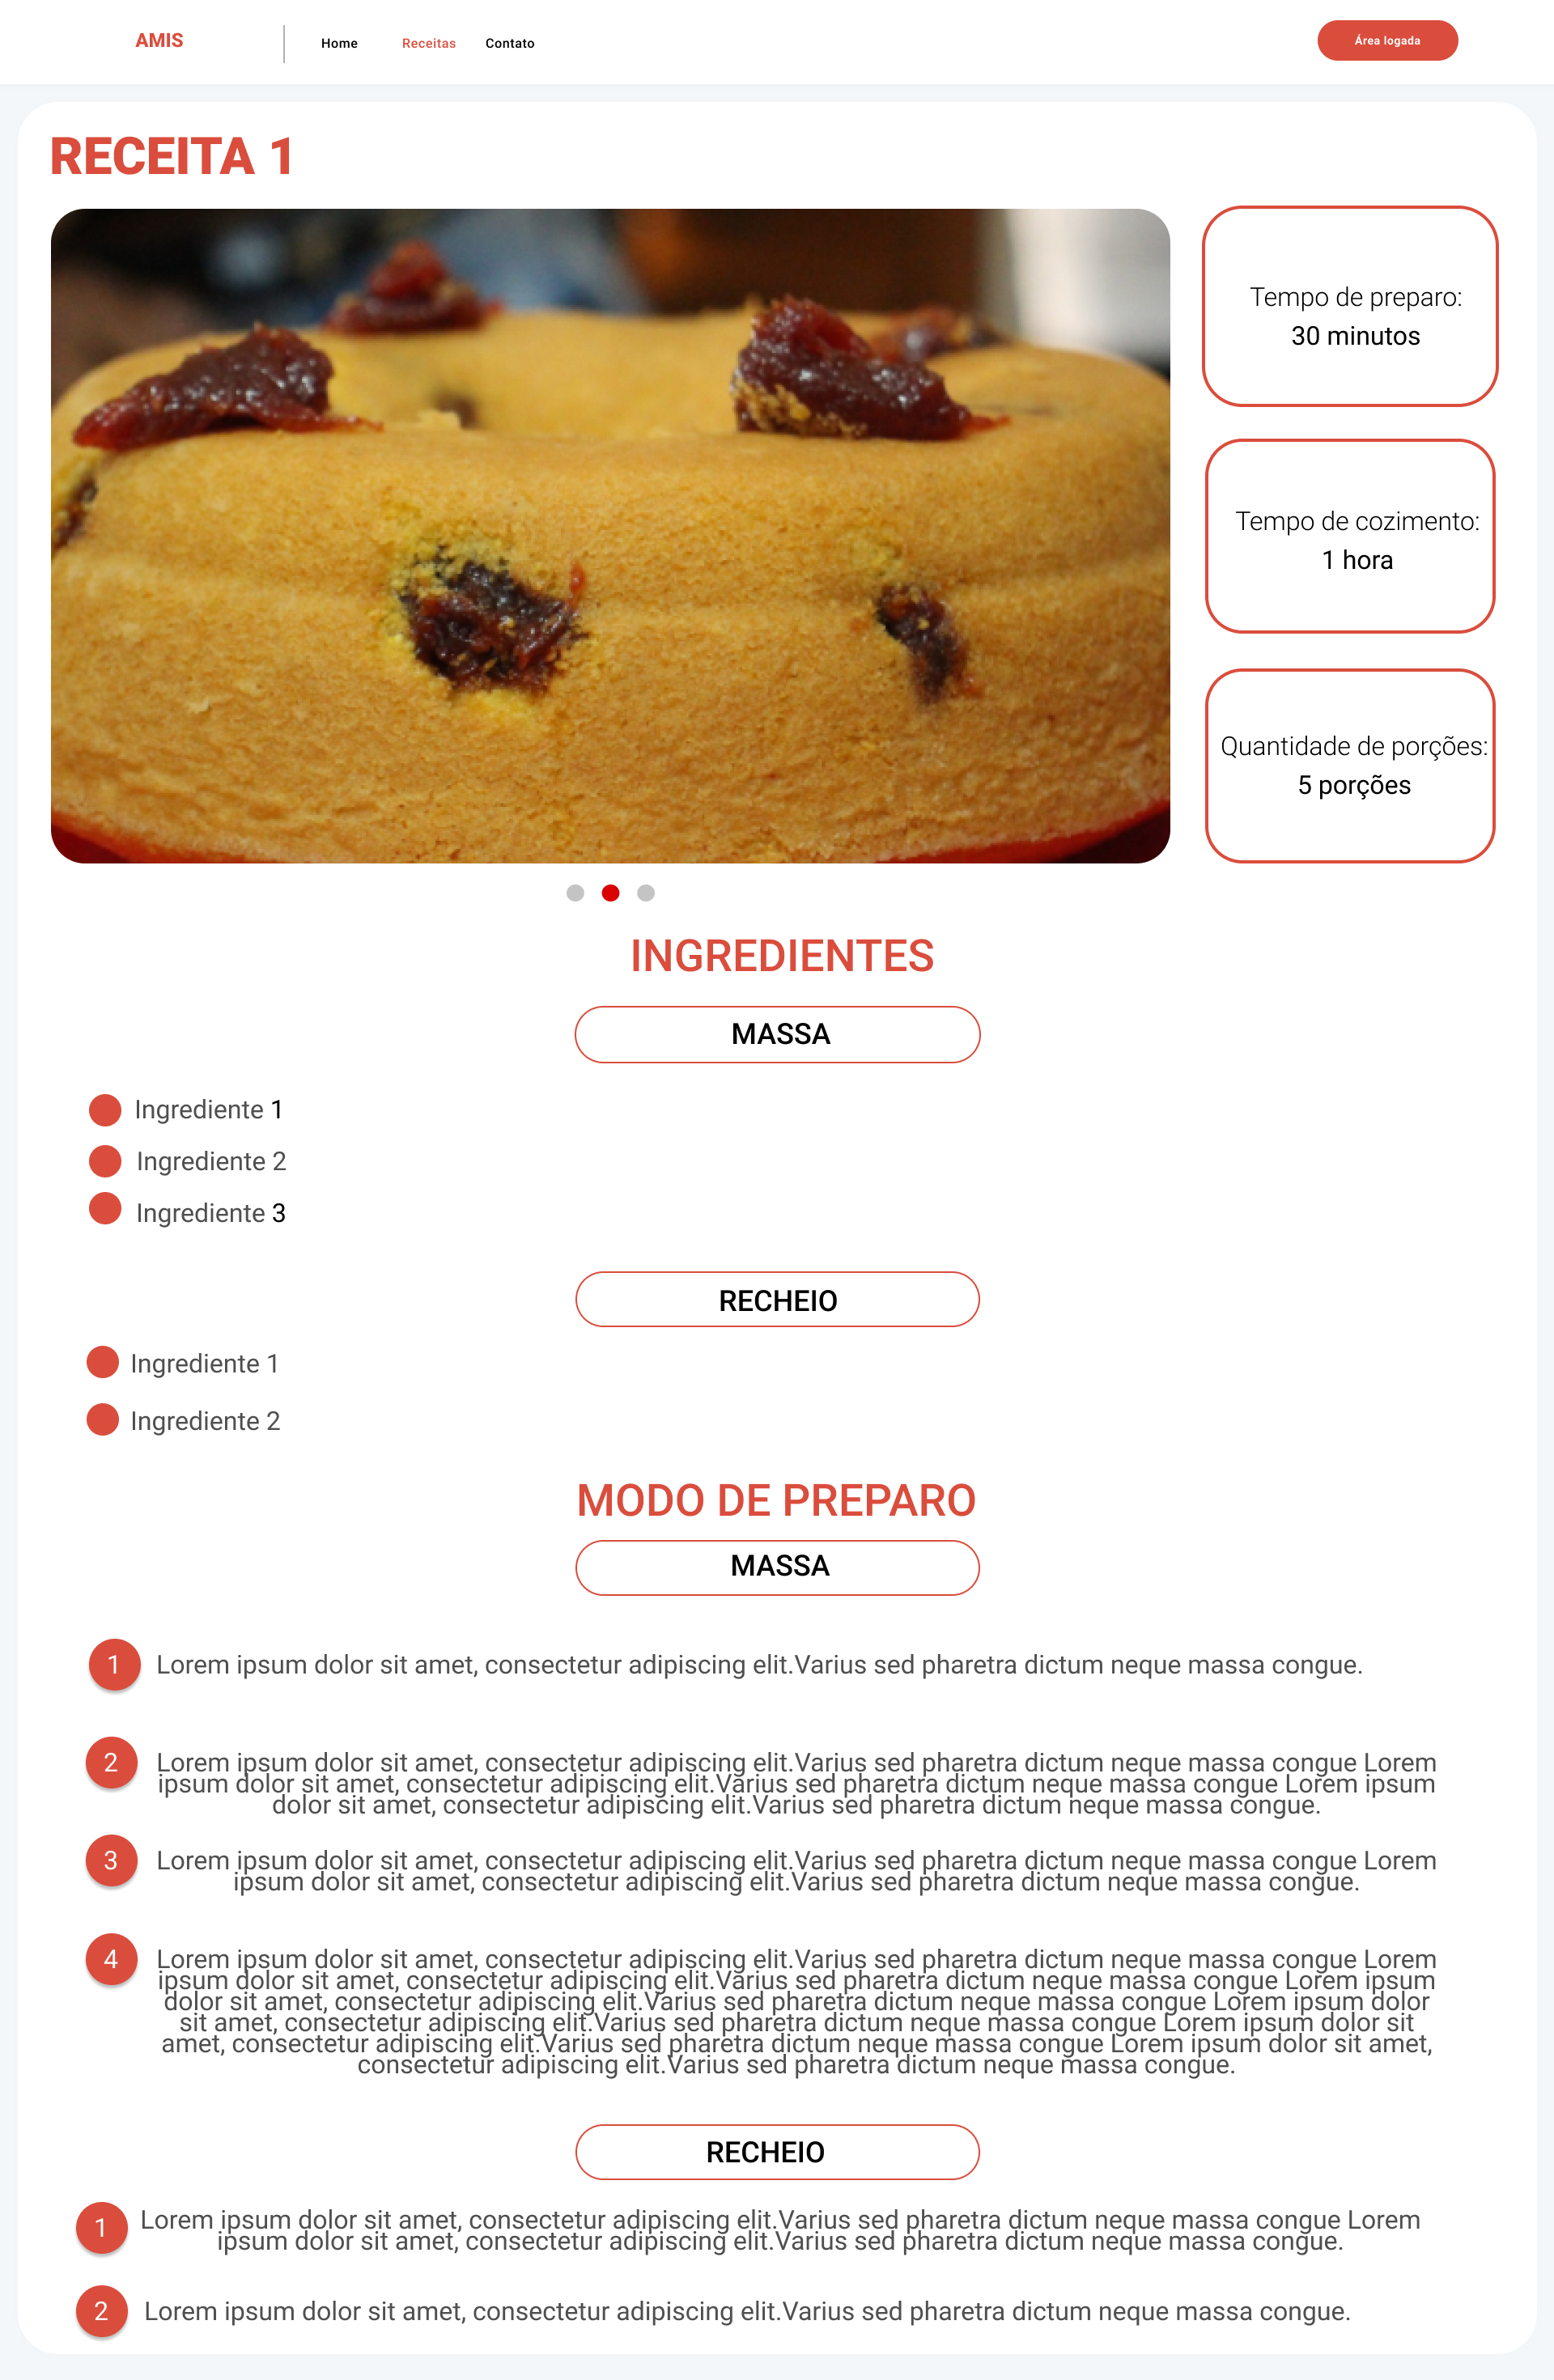 AMIS
Home
Receitas
Contato
Área logada
RECEITA 1
Tempo de preparo:
30 minutos
Tempo de cozimento:
1 hora
Quantidade de porções:
5 porções
INGREDIENTES
MASSA
Ingrediente 1
Ingrediente 2
Ingrediente 3
RECHEIO
Ingrediente 1
Ingrediente 2
MODO DE PREPARO
MASSA
1 Lorem ipsum dolor sit amet, consectetur adipiscing elit.Varius sed pharetra dictum neque massa congue.
2 Lorem ipsum dolor sit amet, consectetur adipiscing elit.Varius sed pharetra dictum neque massa congue Lorem
ipsum dolor sit amet, consectetur adipiscing elit.Varius sed pharetra dictum neque massa congue Lorem ipsum
dolor sit amet, consectetur adipiscing elit.Varius sed pharetra dictum neque massa congue.
3 Lorem ipsum dolor sit amet, consectetur adipiscing elit.Varius sed pharetra dictum neque massa congue Lorem
ipsum dolor sit amet, consectetur adipiscing elit.Varius sed pharetra dictum neque massa congue.
4 Lorem ipsum dolor sit amet, consectetur adipiscing elit.Varius sed pharetra dictum neque massa congue Lorem
ipsum dolor sit amet, consectetur adipiscing elit.Varius sed pharetra dictum neque massa congue Lorem ipsum
dolor sit amet, consectetur adipiscing elit.Varius sed pharetra dictum neque massa congue Lorem ipsum dolor
sit amet, consectetur adipiscing elit.Varius sed pharetra dictum neque massa congue Lorem ipsum dolor sit
amet, consectetur adipiscing elit.Varius sed pharetra dictum neque massa congue Lorem ipsum dolor sit amet,
consectetur adipiscing elit.Varius sed pharetra dictum neque massa congue.
RECHEIO
1 Lorem ipsum dolor sit amet, consectetur adipiscing elit.Varius sed pharetra dictum neque massa congue Lorem
ipsum dolor sit amet, consectetur adipiscing elit.Varius sed pharetra dictum neque massa congue.
2 Lorem ipsum dolor sit amet, consectetur adipiscing elit.Varius sed pharetra dictum neque massa congue.